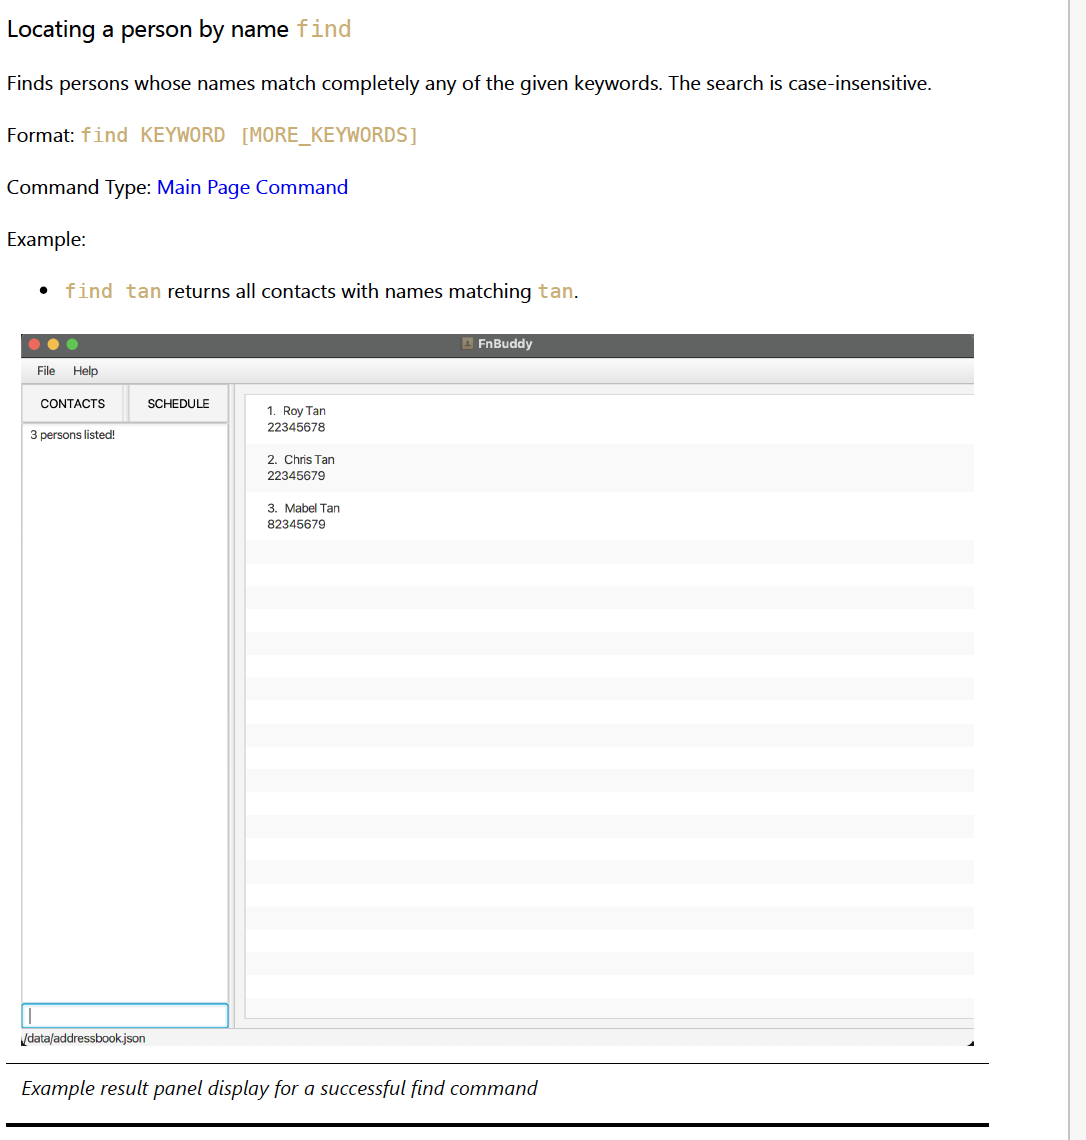 Locating a person by name find
Finds persons whose names match completely any of the given keywords. The search is case-insensitive.
Format: find KEYWORD [MORE_KEYWORDS]
Command Type: Main Page Command
Example:
• find tan returns all contacts with names matching tan.
FnBuddy
File Help
CONTACTS SCHEDULE
3 persons listed!
1. Roy Tan
22345678
2. Chris Tan
22345679
3. Mabel Tan
82345679
/data/addressbook.json
Example result panel display for a successful find command